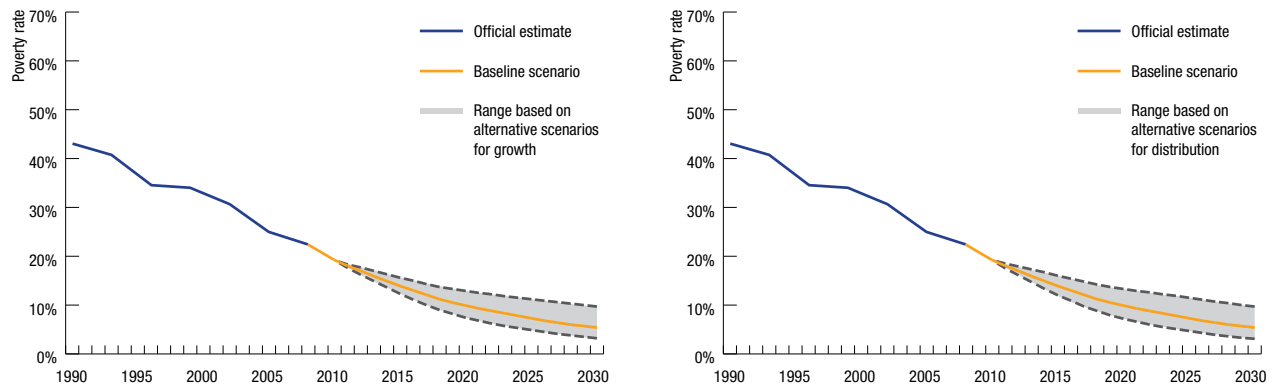 Poverty rate
70%
60%
50%
40%
30%
20%
10%
0%
1990 1995 2000 2005 2010 2015 2020 2025 2030
Official estimate
Baseline scenario
Range based on
alternative scenarios
for growth
Poverty rate
70%
60%
50%
40%
30%
20%
10%
0%
1990 1995 2000 2005 2010 2015 2020 2025 2030
Official estimate
Baseline scenario
Range based on
alternative scenarios
for distribution